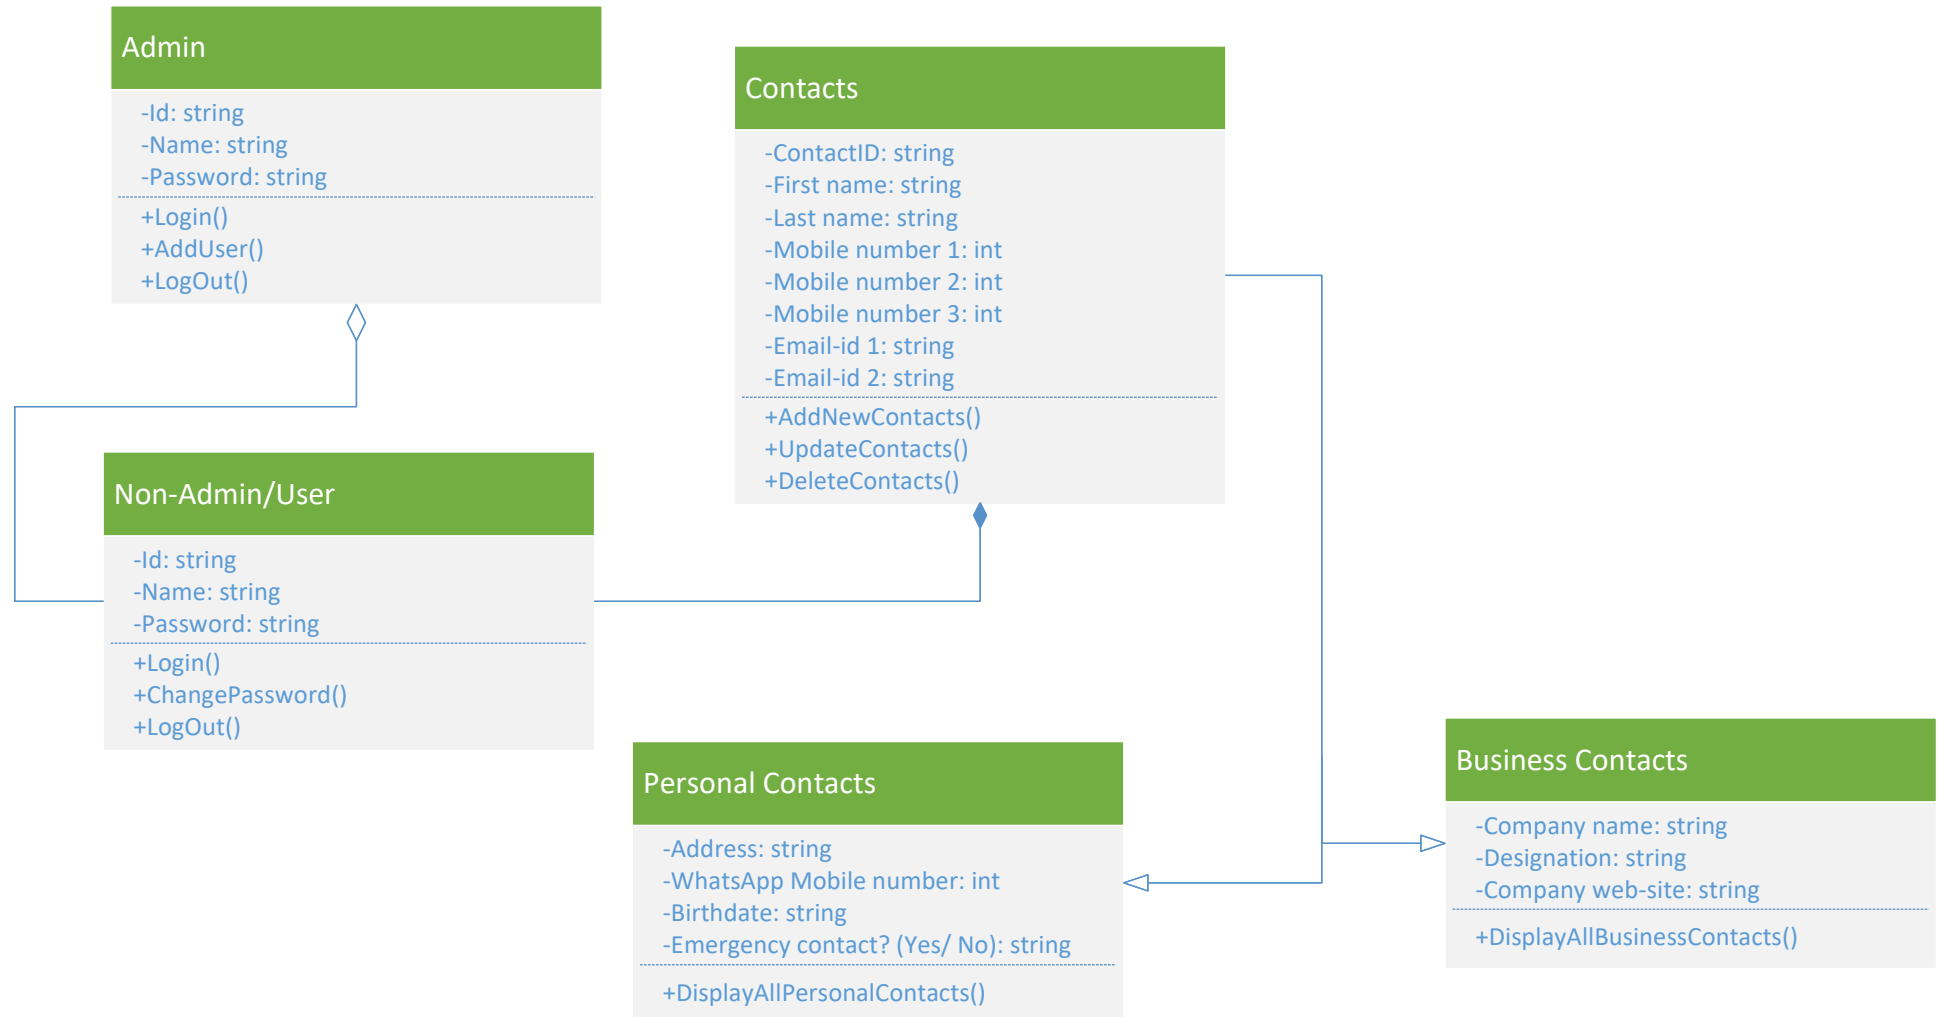 Admin
-Id: string
-Name: string
-Password: string
+Login()
+AddUser()
+LogOut()
Contacts
-ContactID: string
-First name: string
-Last name: string
-Mobile number 1: int
-Mobile number 2: int
-Mobile number 3: int
-Email-id 1: string
-Email-id 2: string
+AddNewContacts()
+UpdateContacts()
+DeleteContacts()
Non-Admin/User
-Id: string
-Name: string
-Password: string
+Login()
+ChangePassword()
+LogOut()
Personal Contacts
-Address: string
-WhatsApp Mobile number: int
-Birthdate: string
-Emergency contact? (Yes/ No): string
+DisplayAllPersonalContacts()
Business Contacts
-Company name: string
-Designation: string
-Company web-site: string
+DisplayAllBusinessContacts()